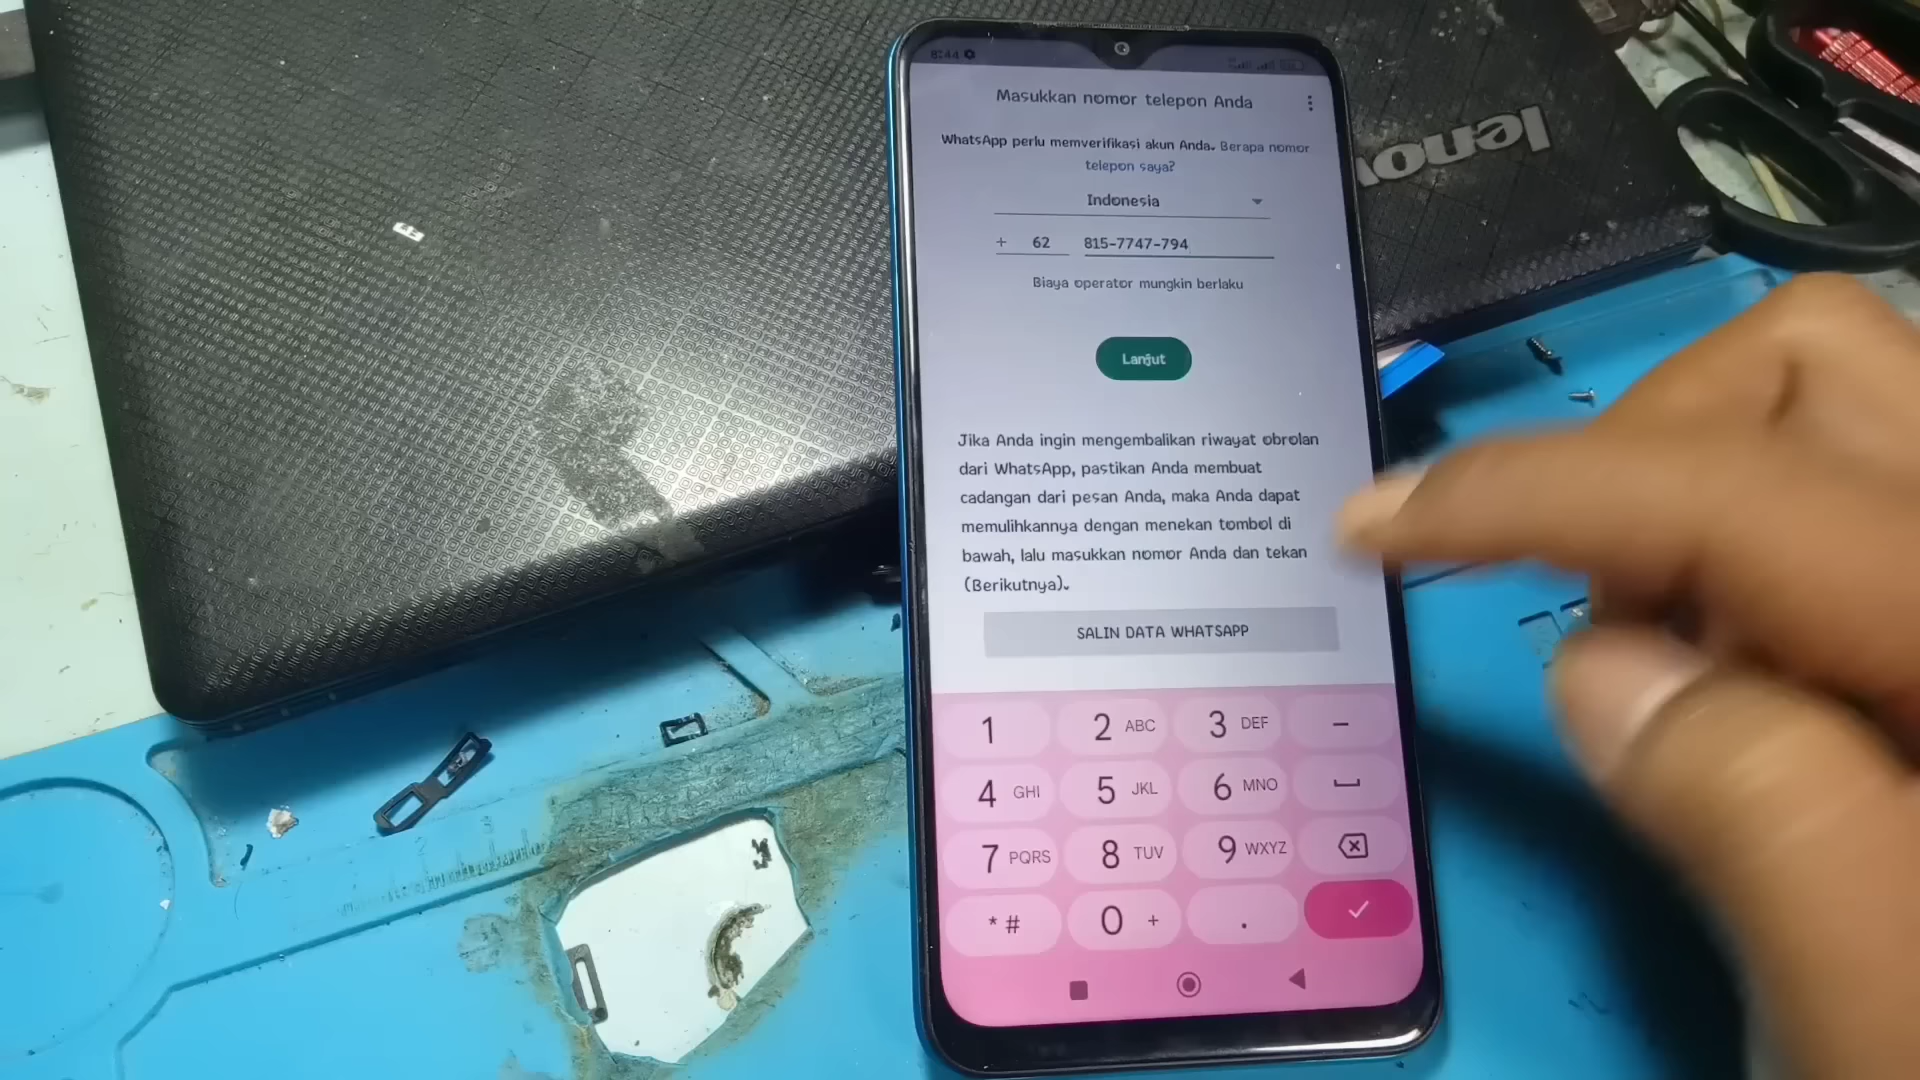 8:44
Masukkan nomor telepon Anda
WhatsApp perlu memverifikasi akun Anda. Berapa nomor
telepon saya?
Indonesia
+ 62 815-7747-794
Biaya operator mungkin berlaku
Lanjut
Jika Anda ingin mengembalikan riwayat obrolan
dari WhatsApp, pastikan Anda membuat
cadangan dari pesan Anda, maka Anda dapat
memulihkannya dengan menekan tombol di
bawah, lalu masukkan nomor Anda dan tekan
(Berikutnya).
SALIN DATA WHATSAPP
1 2 ABC 3 DEF -
4 GHI 5 JKL 6 MNO
7 PQRS 8 TUV 9 WXYZ
* # 0 + .
lenovo